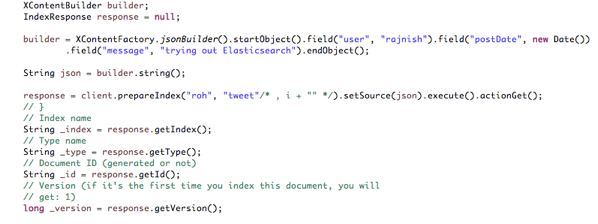 XContentBuilder builder;
IndexResponse response = null;
builder = XContentFactory.jsonBuilder().startObject().field("user", "rajnish").field("postDate", new Date())
.field("message", "trying out Elasticsearch").endObject();
String json = builder.string();
response = client.prepareIndex("roh", "tweet"/* , i + "" */).setSource(json).execute().actionGet();
// }
// Index name
String _index = response.getIndex();
// Type name
String _type = response.getType();
// Document ID (generated or not)
String _id = response.getId();
// Version (if it's the first time you index this document, you will
// get: 1)
long _version = response.getVersion();